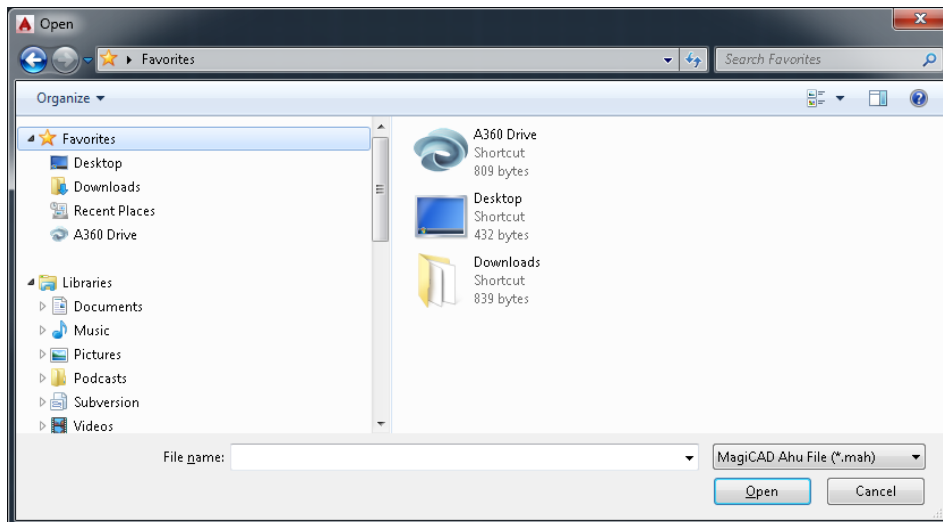 Open
Favorites
Search Favorites
Organize
Favorites
Desktop
Downloads
Recent Places
A360 Drive
Libraries
Documents
Music
Pictures
Podcasts
Subversion
Videos
A360 Drive
Shortcut
809 bytes
Desktop
Shortcut
432 bytes
Downloads
Shortcut
839 bytes
File name:
MagiCAD Ahu File (*.mah)
Open
Cancel